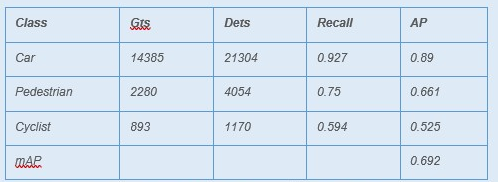 Class Gts Dets Recall AP
Car 14385 21304 0.927 0.89
Pedestrian 2280 4054 0.75 0.661
Cyclist 893 1170 0.594 0.525
mAP 0.692